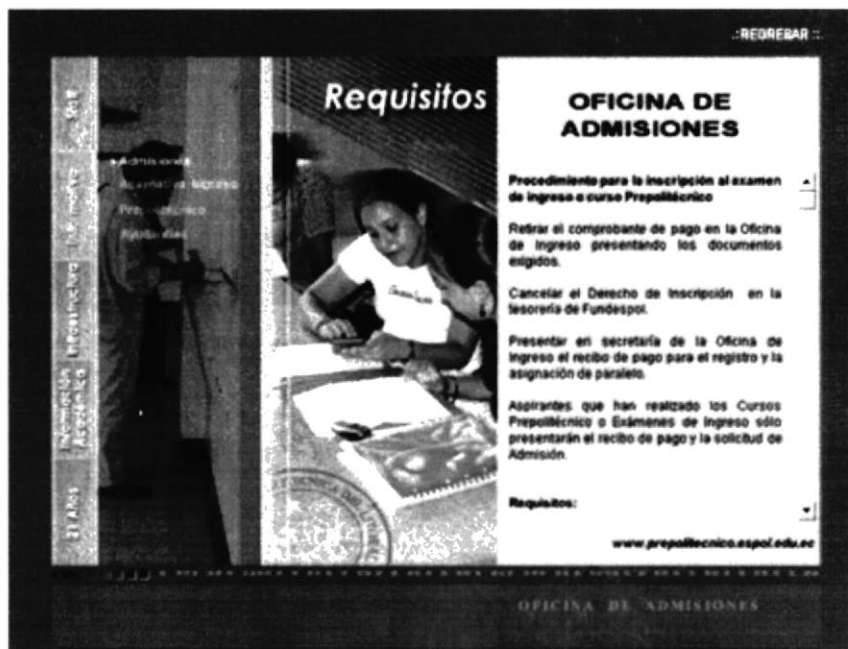 .:REGRESAR :.
Requisitos
OFICINA DE
ADMISIONES
Admisiones
Prepolitécnico
Procedimiento para la inscripción al examen
de ingreso a curso Prepolitécnico
Retirar el comprobante de pago en la Oficina
de Ingreso presentando los documentos
exigidos.
Cancelar el Derecho de Inscripción en la
tesorería de Fundespol.
Presentar en secretaría de la Oficina de
Ingreso el recibo de pago para el registro y la
asignación de paralelo.
Aspirantes que han realizado los Cursos
Prepolitécnico o Exámenes de Ingreso sólo
presentarán el recibo de pago y la solicitud de
Admisión.
Requisitos:
www.prepolitecnico.espol.edu.ec
Infraestructura
Información
Académica
21 Años
OFICINA DE ADMISIONES